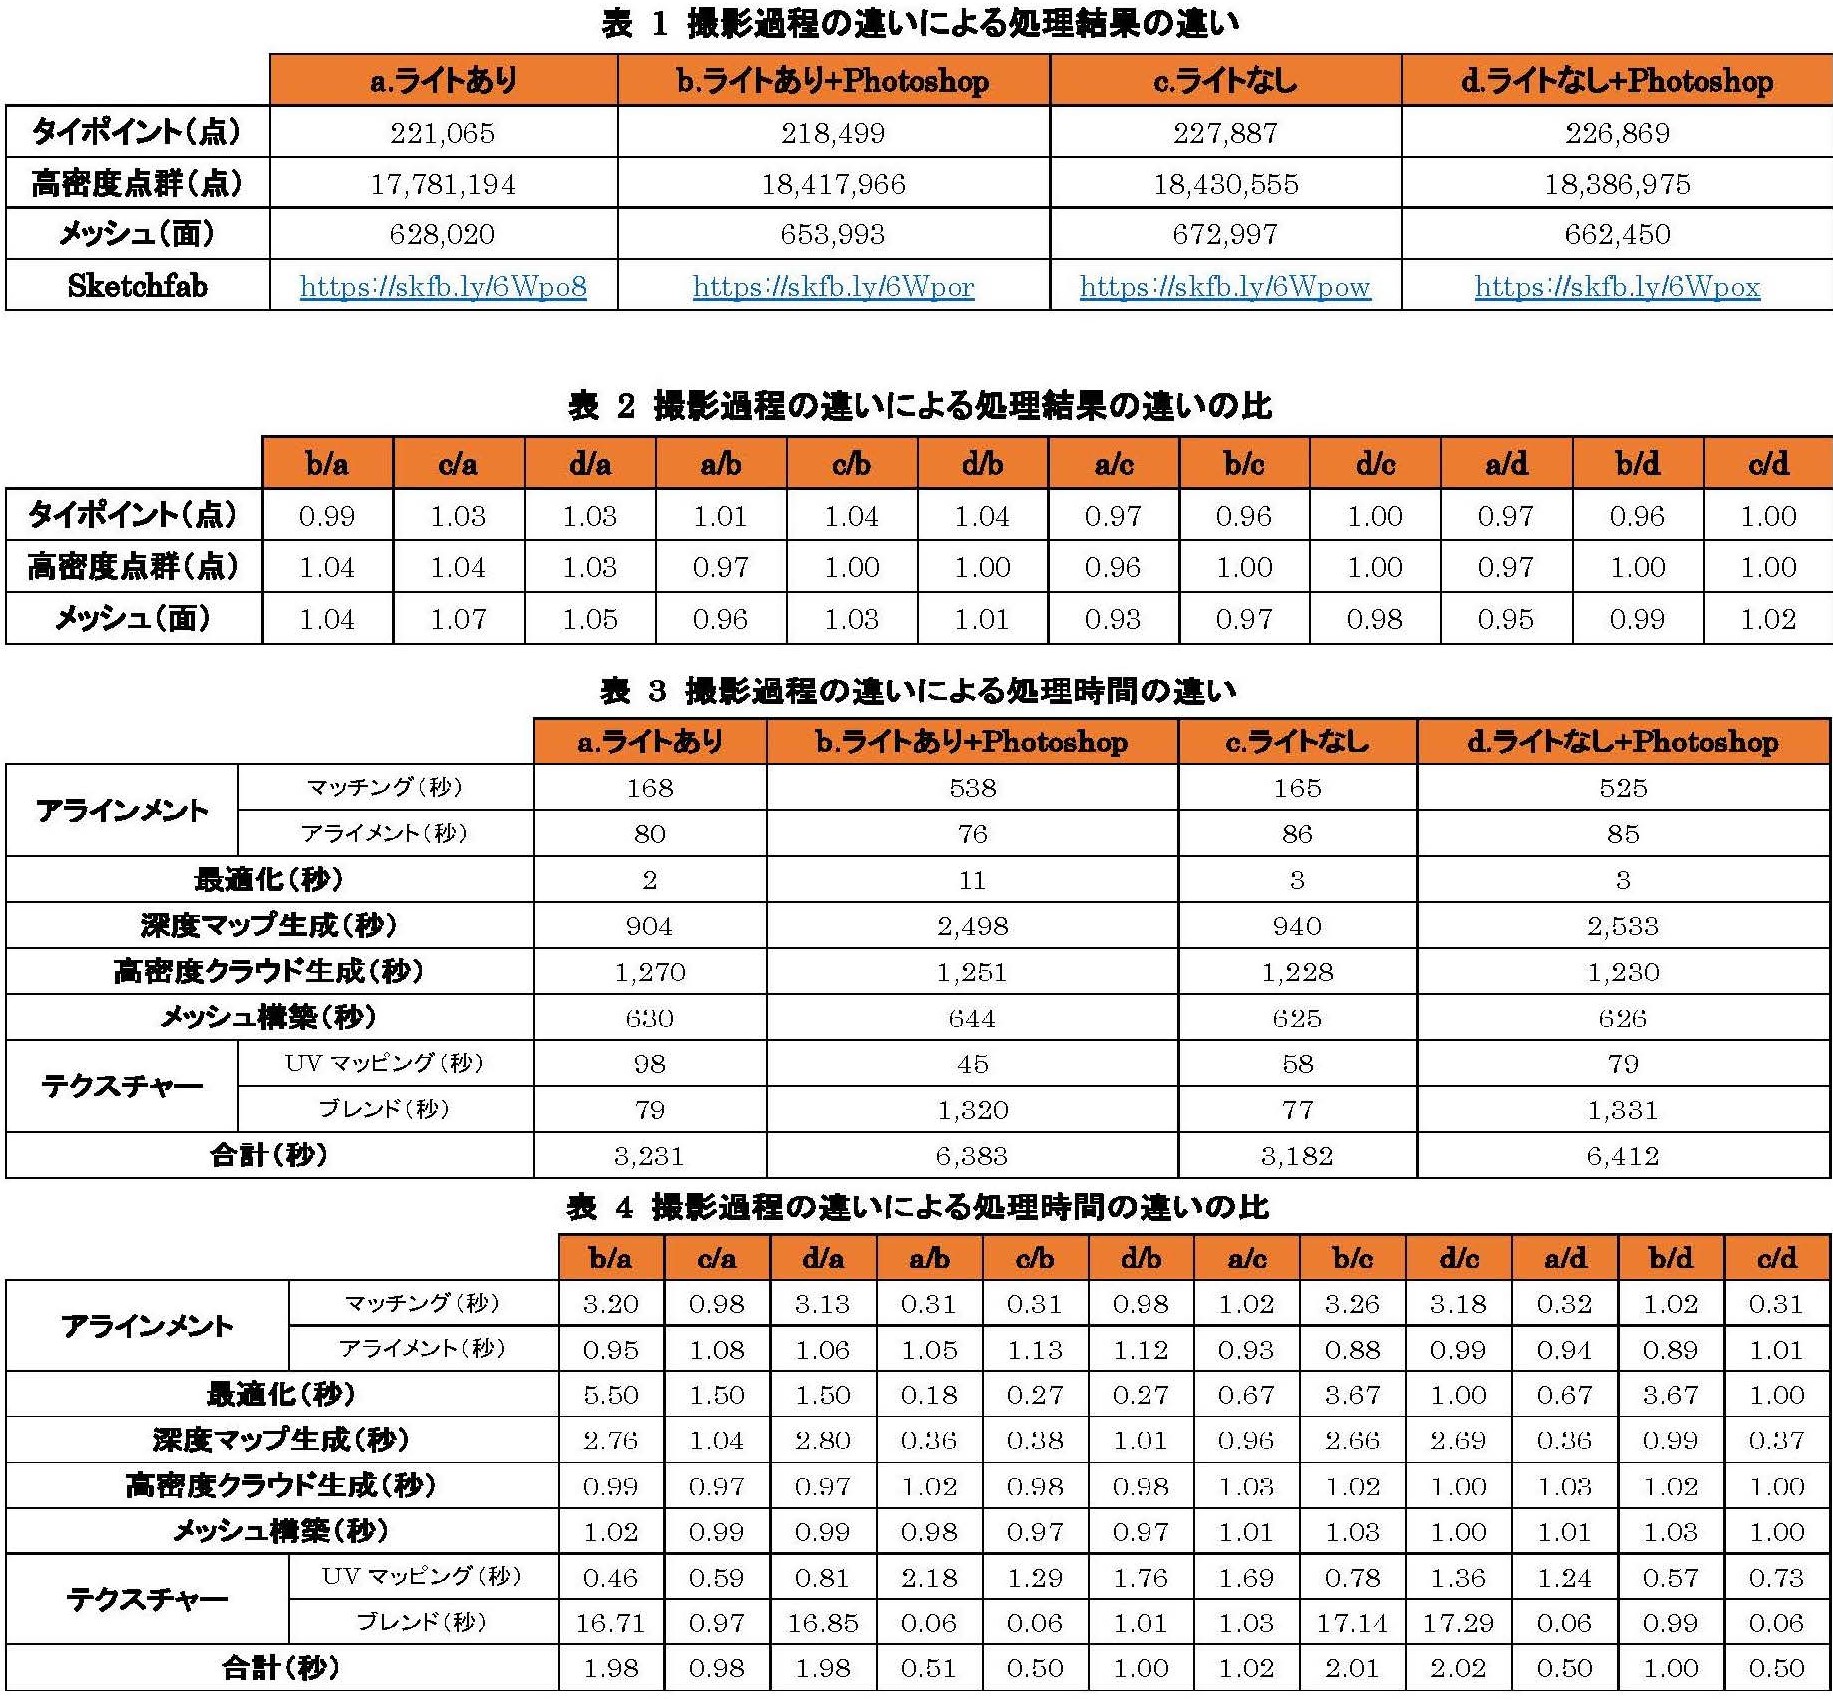 表 1 撮影過程の違いによる処理結果の違い
a.ライトあり b.ライトあり+Photoshop c.ライトなし d.ライトなし+Photoshop
タイポイント(点) 221,065 218,499 227,887 226,869
高密度点群(点) 17,781,194 18,417,966 18,430,555 18,386,975
メッシュ(面) 628,020 653,993 672,997 662,450
Sketchfab https://skfb.ly/6Wpo8 https://skfb.ly/6Wpor https://skfb.ly/6Wpow https://skfb.ly/6Wpox
表 2 撮影過程の違いによる処理結果の違いの比
b/a c/a d/a a/b c/b d/b a/c b/c d/c a/d b/d c/d
タイポイント(点) 0.99 1.03 1.03 1.01 1.04 1.04 0.97 0.96 1.00 0.97 0.96 1.00
高密度点群(点) 1.04 1.04 1.03 0.97 1.00 1.00 0.96 1.00 1.00 0.97 1.00 1.00
メッシュ(面) 1.04 1.07 1.05 0.96 1.03 1.01 0.93 0.97 0.98 0.95 0.99 1.02
表 3 撮影過程の違いによる処理時間の違い
a.ライトあり b.ライトあり+Photoshop c.ライトなし d.ライトなし+Photoshop
アラインメント マッチング(秒) 168 538 165 525
アライメント(秒) 80 76 86 85
最適化(秒) 2 11 3 3
深度マップ生成(秒) 904 2,498 940 2,533
高密度クラウド生成(秒) 1,270 1,251 1,228 1,230
メッシュ構築(秒) 630 644 625 626
テクスチャー UVマッピング(秒) 98 45 58 79
ブレンド(秒) 79 1,320 77 1,331
合計(秒) 3,231 6,383 3,182 6,412
表 4 撮影過程の違いによる処理時間の違いの比
b/a c/a d/a a/b c/b d/b a/c b/c d/c a/d b/d c/d
アラインメント マッチング(秒) 3.20 0.98 3.13 0.31 0.31 0.98 1.02 3.26 3.18 0.32 1.02 0.31
アライメント(秒) 0.95 1.08 1.06 1.05 1.13 1.12 0.93 0.88 0.99 0.94 0.89 1.01
最適化(秒) 5.50 1.50 1.50 0.18 0.27 0.27 0.67 3.67 1.00 0.67 3.67 1.00
深度マップ生成(秒) 2.76 1.04 2.80 0.36 0.38 1.01 0.96 2.66 2.69 0.36 0.99 0.37
高密度クラウド生成(秒) 0.99 0.97 0.97 1.02 0.98 0.98 1.03 1.02 1.00 1.03 1.02 1.00
メッシュ構築(秒) 1.02 0.99 0.99 0.98 0.97 0.97 1.01 1.03 1.00 1.01 1.03 1.00
テクスチャー UVマッピング(秒) 0.46 0.59 0.81 2.18 1.29 1.76 1.69 0.78 1.36 1.24 0.57 0.73
ブレンド(秒) 16.71 0.97 16.85 0.06 0.06 1.01 1.03 17.14 17.29 0.06 0.99 0.06
合計(秒) 1.98 0.98 1.98 0.51 0.50 1.00 1.02 2.01 2.02 0.50 1.00 0.50